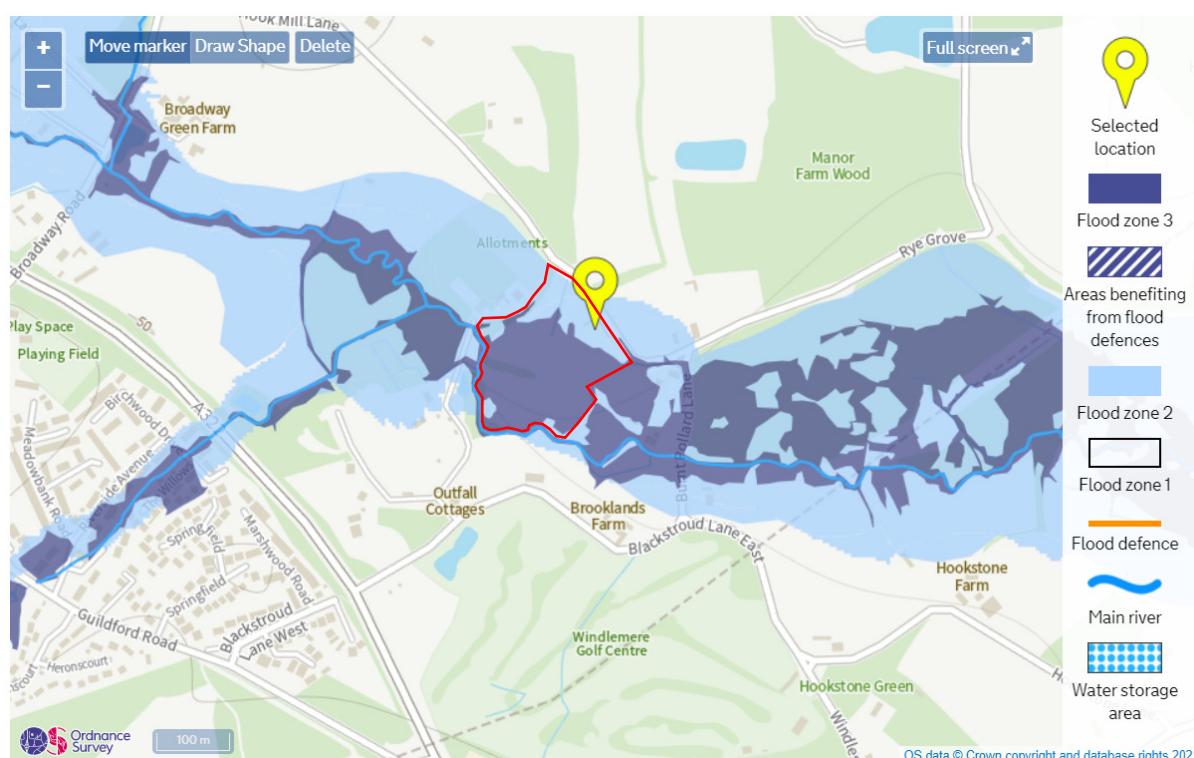 +
−
Move marker
Draw Shape
Delete
Full screen
Hook Mill Lane
Broadway
Green Farm
Manor
Farm Wood
Broadway Road
Allotments
Rye Grove
50
Play Space
Playing Field
Birchwood
A32
Meadowbank Road
Avenue
The Willows
Burnt Pollard Lane
Outfall
Cottages
Brooklands
Farm
Blackstroud Lane East
Springfield
Marshwood Road
Springfield
Hookstone
Farm
Guildford Road
Blackstroud
Lane West
Heronscourt
Windlemere
Golf Centre
Hookstone Green
Windle
Ordnance
Survey
100 m
OS data © Crown copyright and database rights 202
Selected
location
Flood zone 3
Areas benefiting
from flood
defences
Flood zone 2
Flood zone 1
Flood defence
Main river
Water storage
area